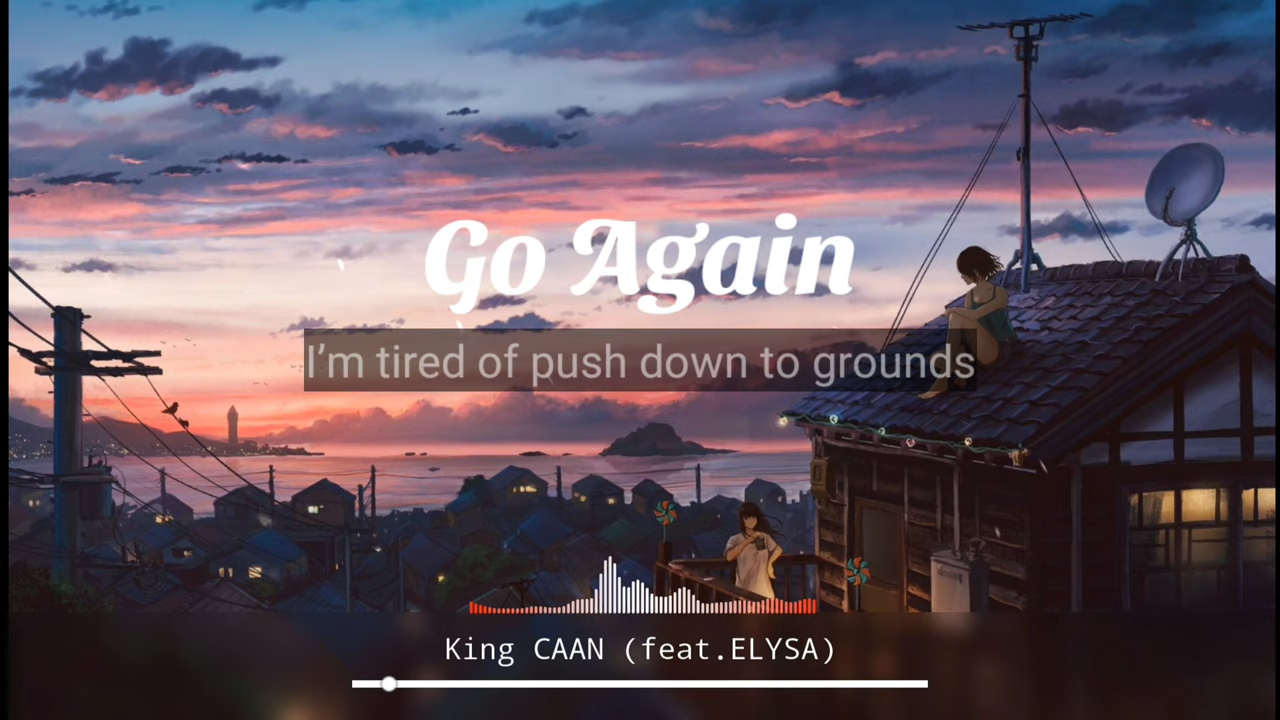 Go Again
I’m tired of push down to grounds
King CAAN (feat.ELYSA)